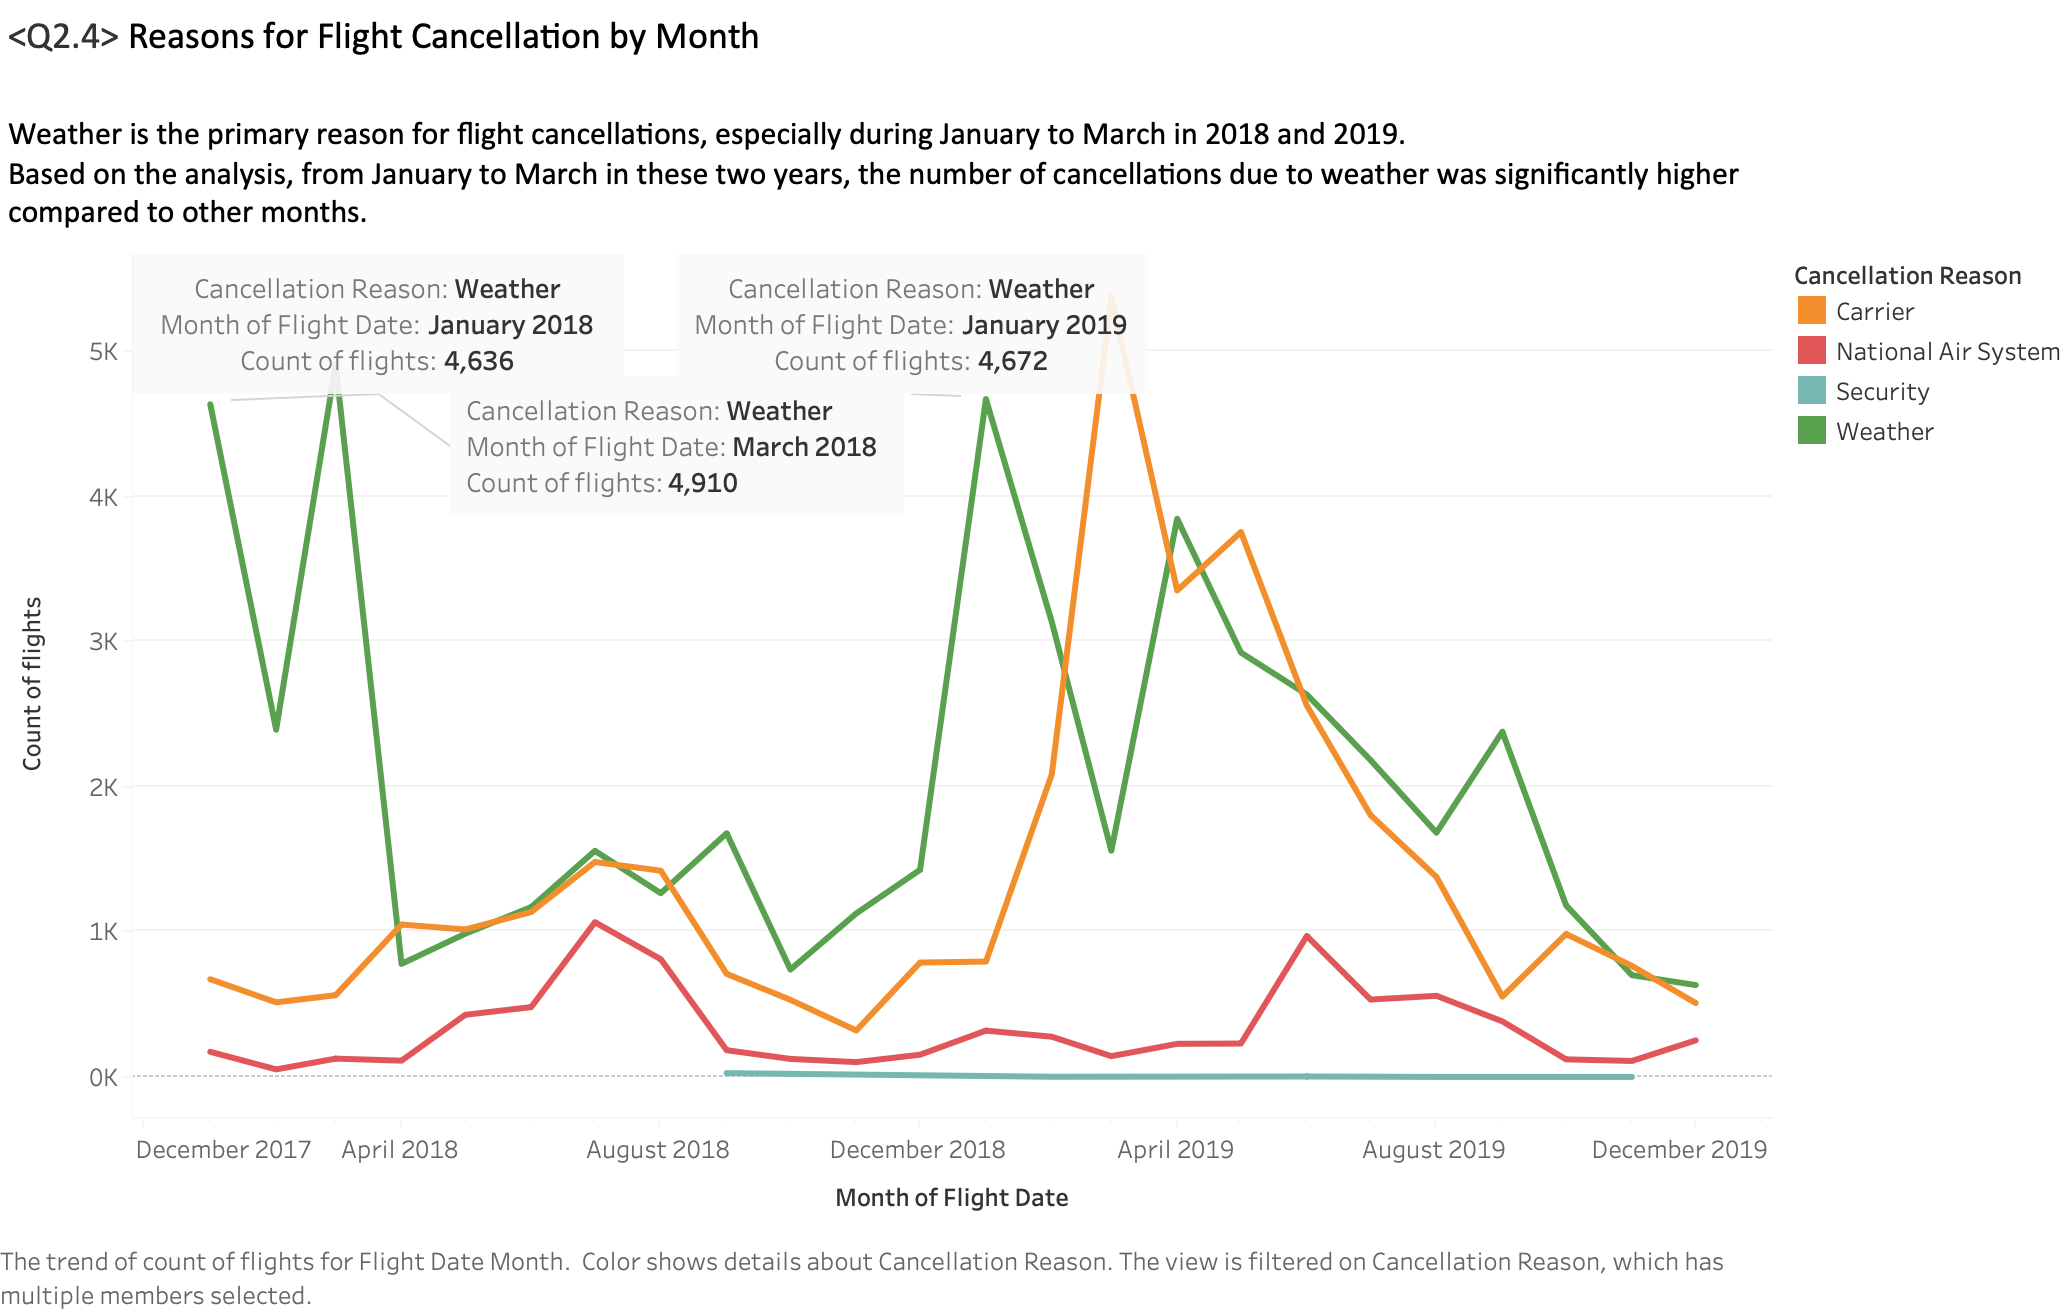 <Q2.4> Reasons for Flight Cancellation by Month
Weather is the primary reason for flight cancellations, especially during January to March in 2018 and 2019.
Based on the analysis, from January to March in these two years, the number of cancellations due to weather was significantly higher
compared to other months.
Cancellation Reason: Weather
Month of Flight Date: January 2018
Count of flights: 4,636
Cancellation Reason: Weather
Month of Flight Date: January 2019
Count of flights: 4,672
Cancellation Reason: Weather
Month of Flight Date: March 2018
Count of flights: 4,910
Cancellation Reason
Carrier
National Air System
Security
Weather
Count of flights
5K
4K
3K
2K
1K
0K
December 2017
April 2018
August 2018
December 2018
April 2019
August 2019
December 2019
Month of Flight Date
The trend of count of flights for Flight Date Month.  Color shows details about Cancellation Reason. The view is filtered on Cancellation Reason, which has
multiple members selected.